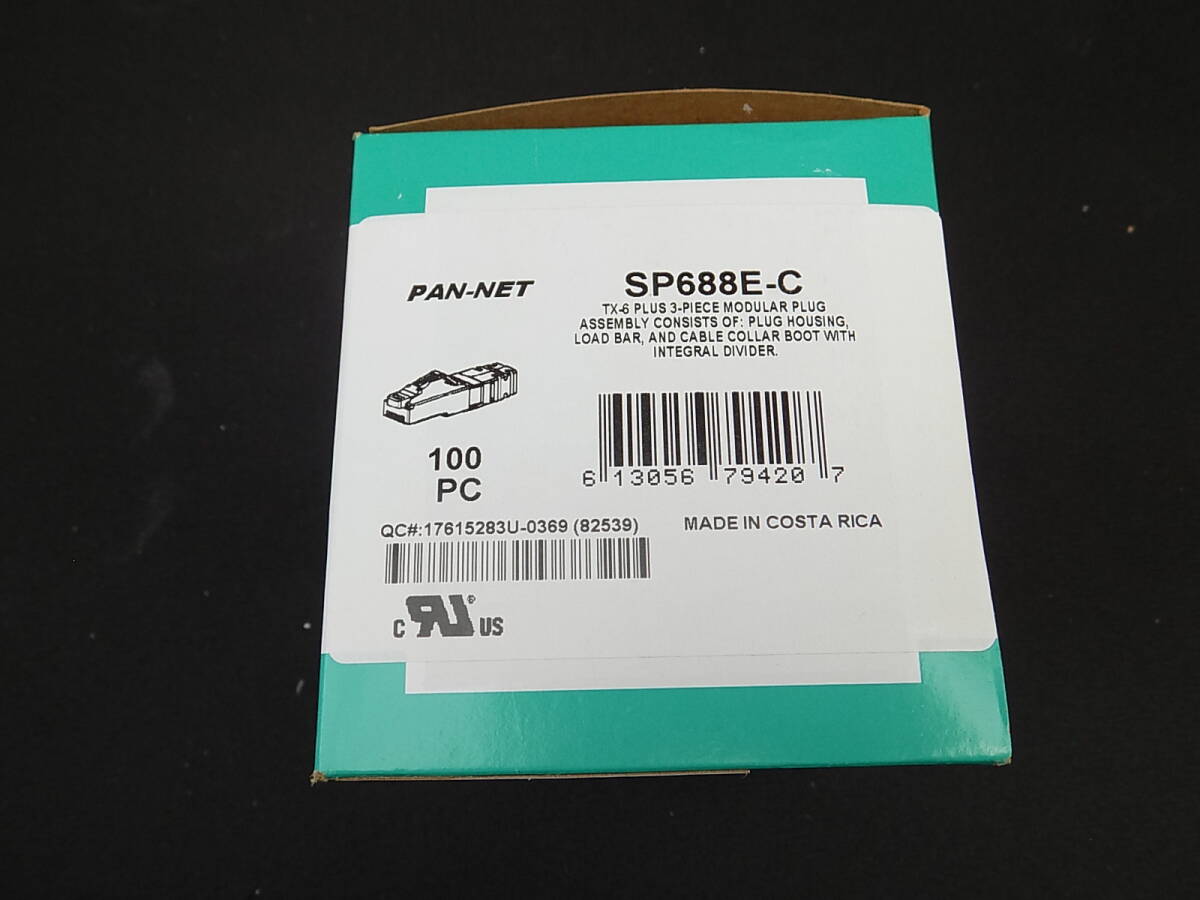 PAN-NET
SP688E-C
TX-6 PLUS 3-PIECE MODULAR PLUG
ASSEMBLY CONSISTS OF: PLUG HOUSING,
LOAD BAR, AND CABLE COLLAR BOOT WITH
INTEGRAL DIVIDER.
100
PC
6 13056 79420 7
QC#:17615283U-0369 (82539)
MADE IN COSTA RICA
C RU® US